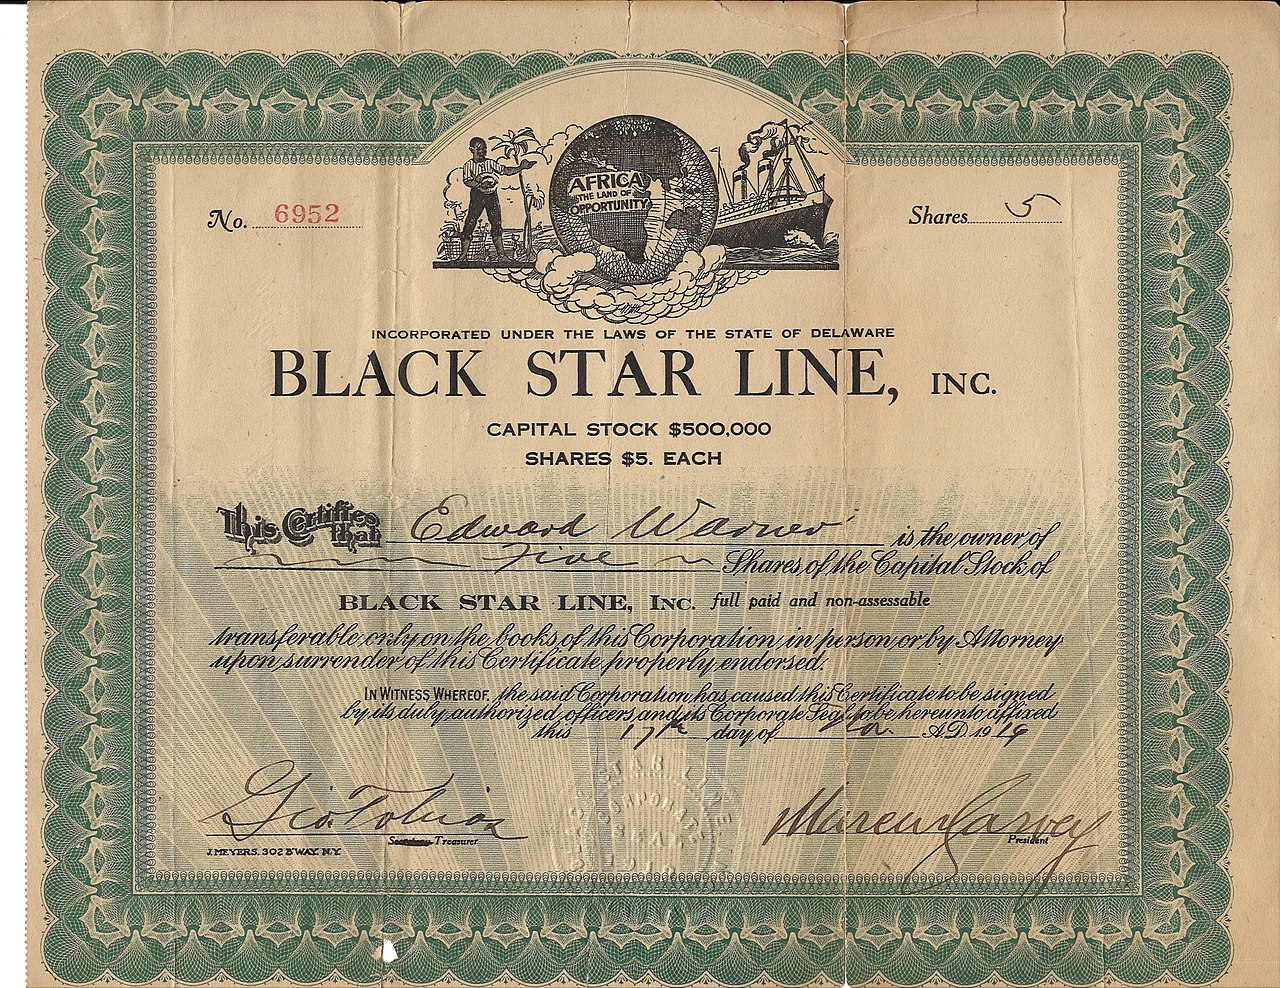 AFRICA
THE LAND OF
OPPORTUNITY
No. 6952
Shares 5
INCORPORATED UNDER THE LAWS OF THE STATE OF DELAWARE
BLACK STAR LINE, INC.
CAPITAL STOCK $500,000
SHARES $5. EACH
This Certifies that Edward Warner is the owner of
Five Shares of the Capital Stock of
BLACK STAR LINE, INC. full paid and non-assessable
transferable only on the books of this Corporation in person or by Attorney
upon surrender of this Certificate properly endorsed.
IN WITNESS WHEREOF, the said Corporation has caused this Certificate to be signed
by its duly authorized officers and its Corporate Seal to be hereunto affixed
this 17th day of A.D. 1919
Geo. Tobias
Secretary Treasurer
Marcus Garvey
President
J. MEYERS. 302 B'WAY. N.Y.
STAR LINE
CORPORATE
SEAL